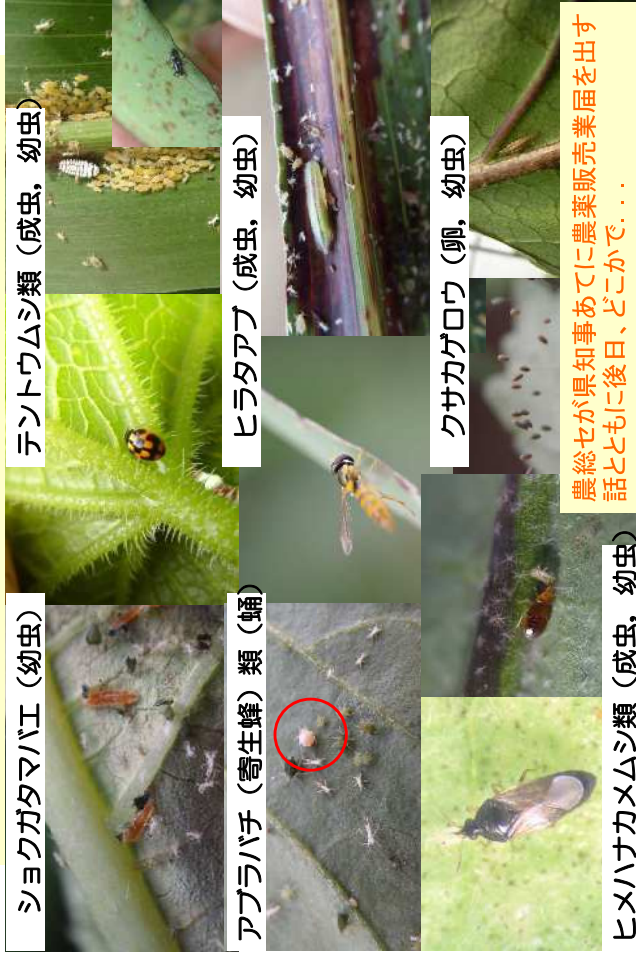 ショクガタマバエ（幼虫）
テントウムシ類（成虫，幼虫）
アブラバチ（寄生蜂）類（蛹）
ヒラタアブ（成虫，幼虫）
ヒメハナカメムシ類（成虫，幼虫）
クサカゲロウ（卵，幼虫）
農総セが県知事あてに農薬販売業届を出す
話とともに後日、どこかで．．．